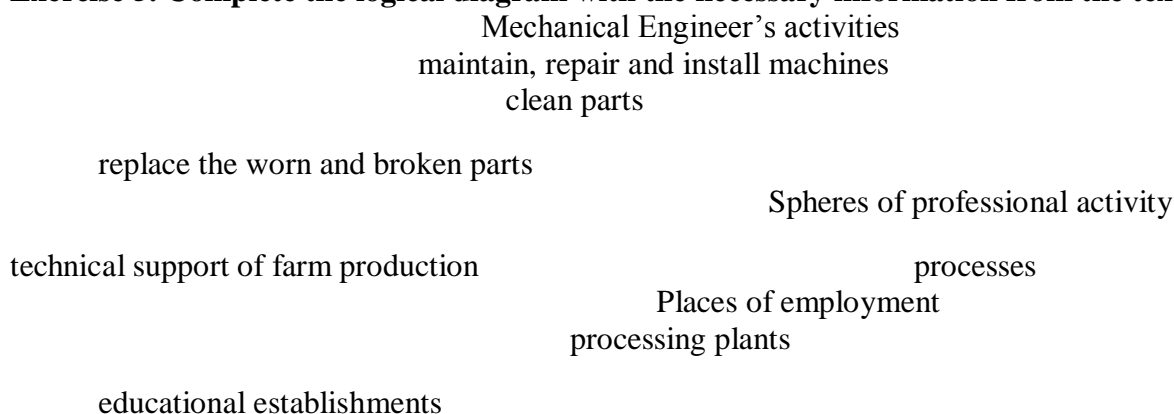 Mechanical Engineer’s activities
maintain, repair and install machines
clean parts
replace the worn and broken parts
Spheres of professional activity
technical support of farm production processes
Places of employment
processing plants
educational establishments